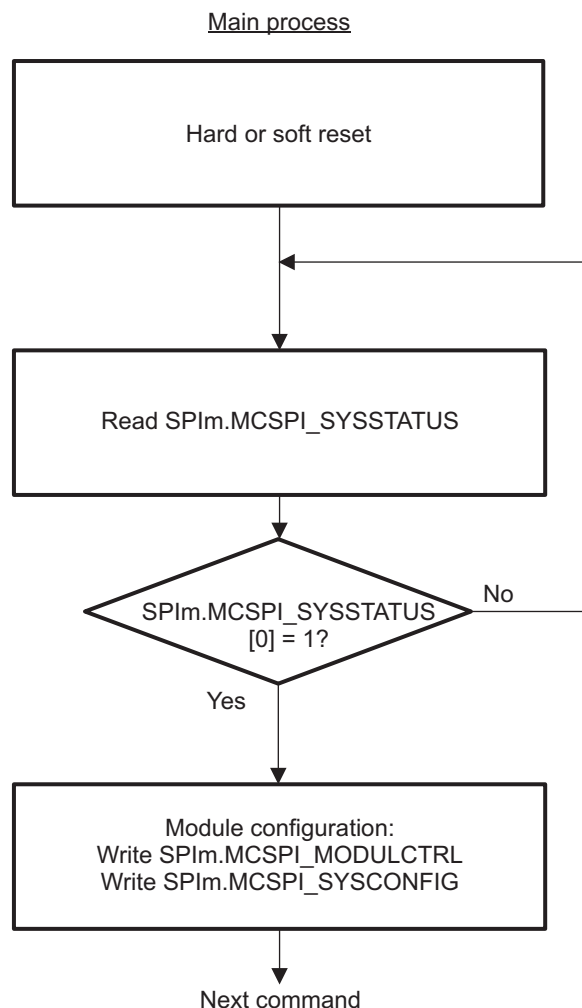 Main process
Hard or soft reset
Read SPIm.MCSPI_SYSSTATUS
SPIm.MCSPI_SYSSTATUS
[0] = 1?
No
Yes
Module configuration:
Write SPIm.MCSPI_MODULCTRL
Write SPIm.MCSPI_SYSCONFIG
Next command